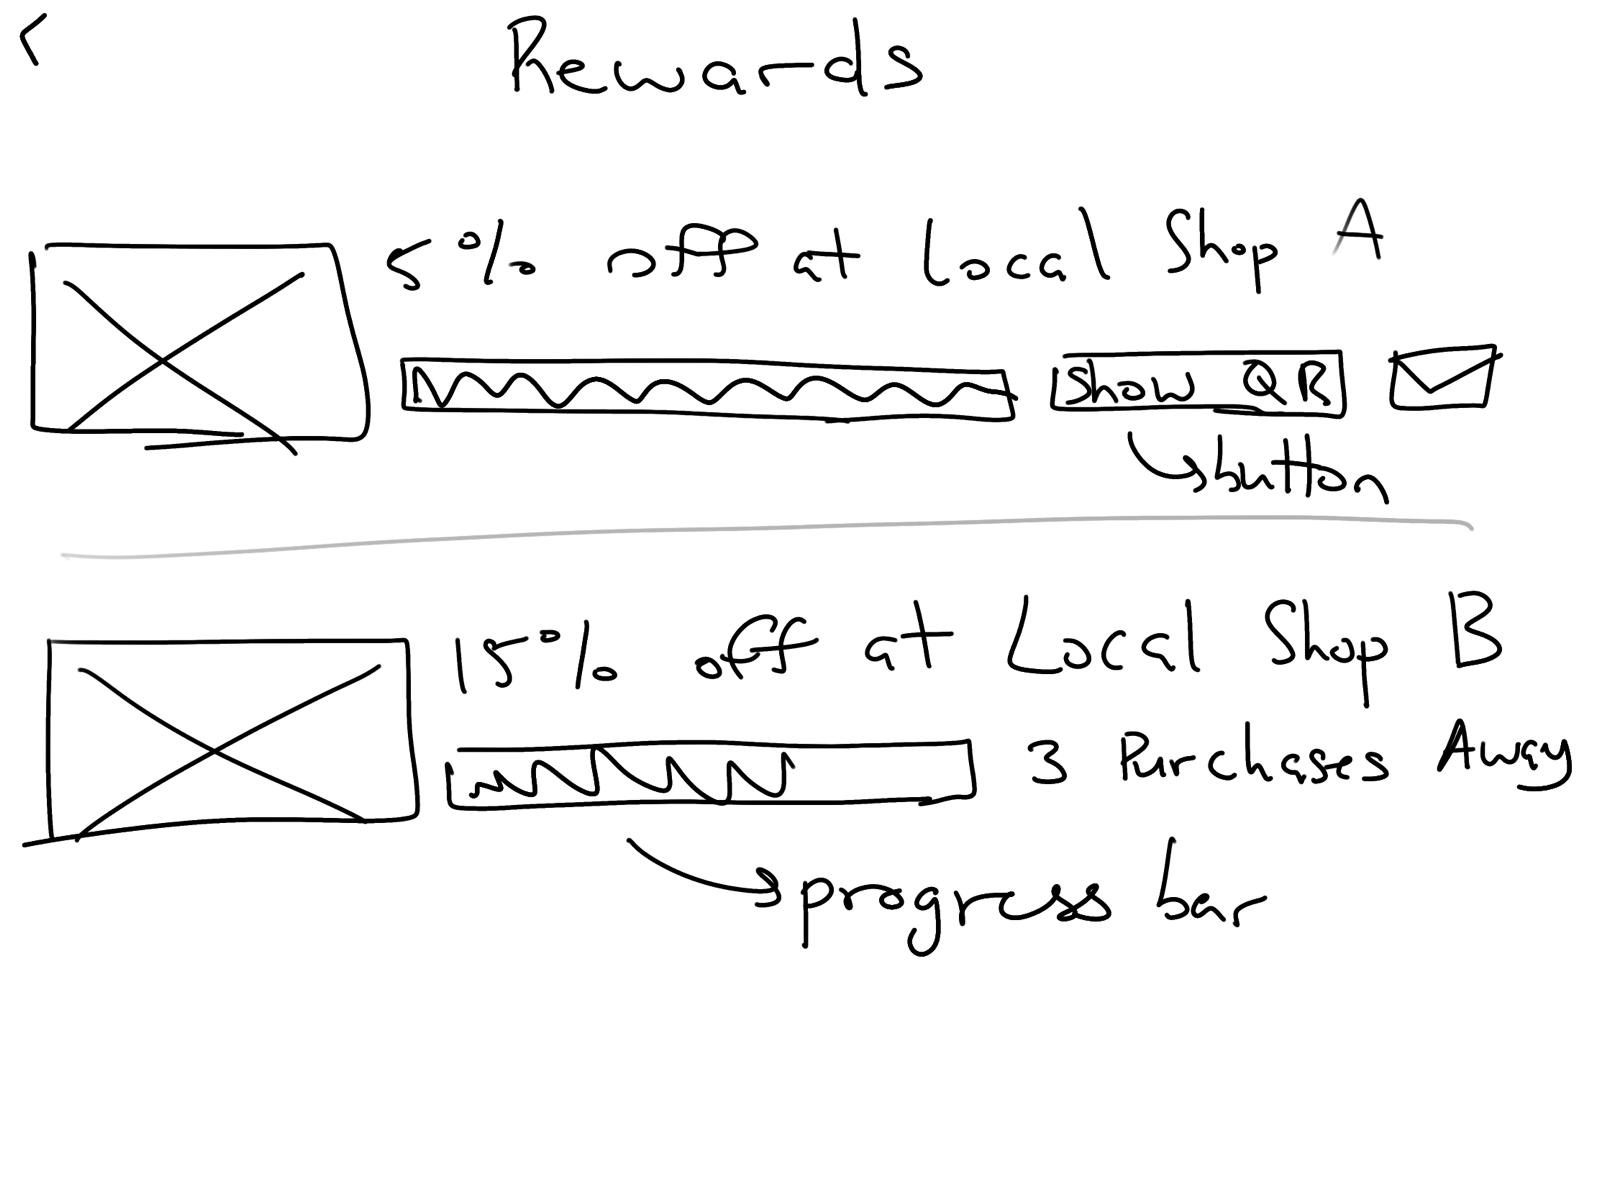 Rewards
5% off at Local Shop A
Show QR
button
15% off at Local Shop B
3 Purchases Away
progress bar